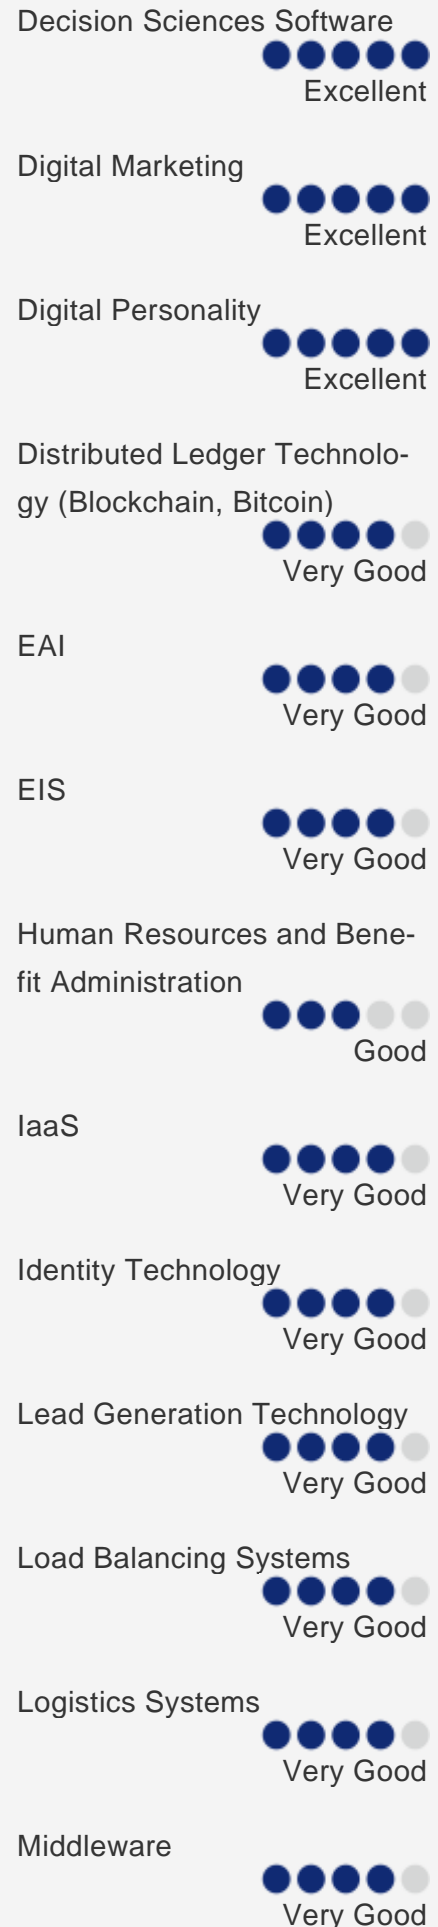 Decision Sciences Software
Excellent
Digital Marketing
Excellent
Digital Personality
Excellent
Distributed Ledger Technolo-
gy (Blockchain, Bitcoin)
Very Good
EAI
Very Good
EIS
Very Good
Human Resources and Bene-
fit Administration
Good
IaaS
Very Good
Identity Technology
Very Good
Lead Generation Technology
Very Good
Load Balancing Systems
Very Good
Logistics Systems
Very Good
Middleware
Very Good